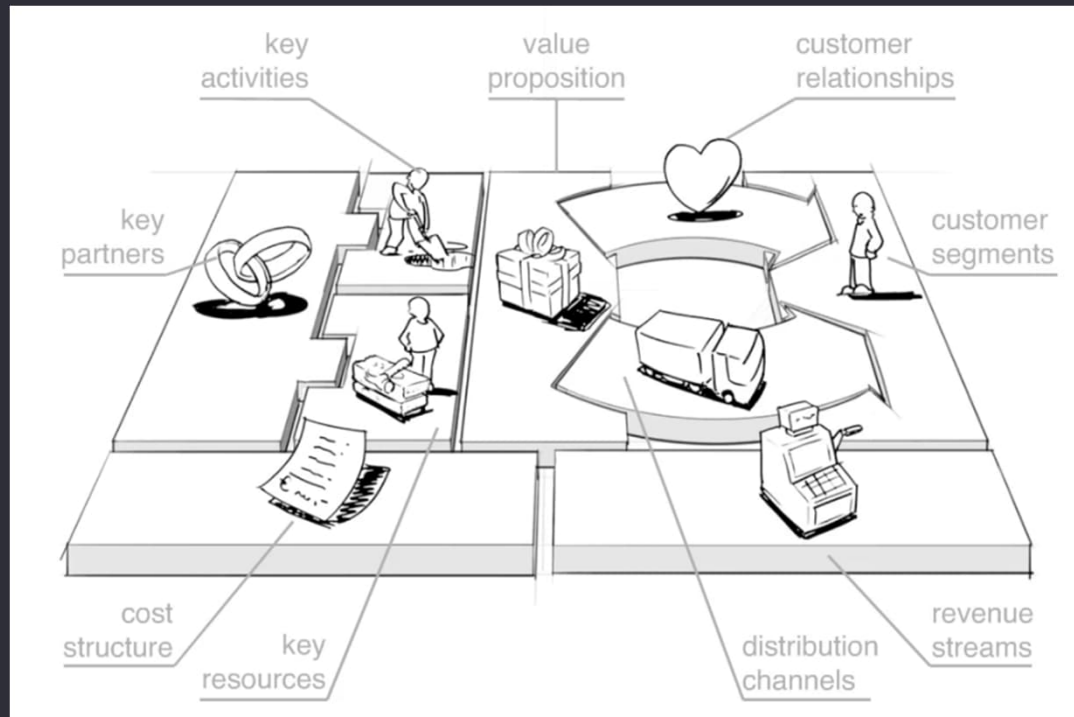 key
activities
value
proposition
customer
relationships
key
partners
customer
segments
cost
structure
key
resources
distribution
channels
revenue
streams